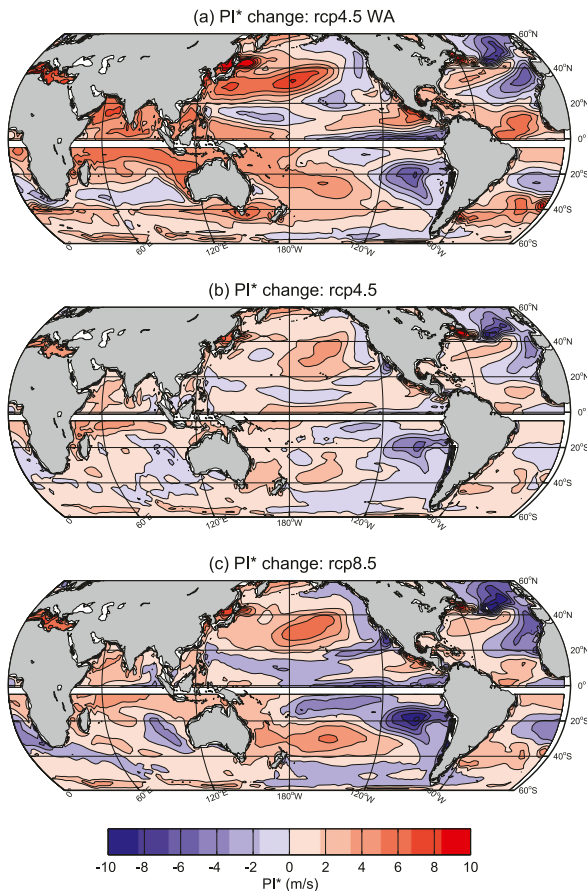 (a) PI* change: rcp4.5 WA
60°N
40°N
20°N
0°
20°S
40°S
60°S
0° 60°E 120°E 180°W 120°W 60°W
(b) PI* change: rcp4.5
60°N
40°N
20°N
0°
20°S
40°S
60°S
0° 60°E 120°E 180°W 120°W 60°W
(c) PI* change: rcp8.5
60°N
40°N
20°N
0°
20°S
40°S
60°S
0° 60°E 120°E 180°W 120°W 60°W
-10 -8 -6 -4 -2 0 2 4 6 8 10
PI* (m/s)